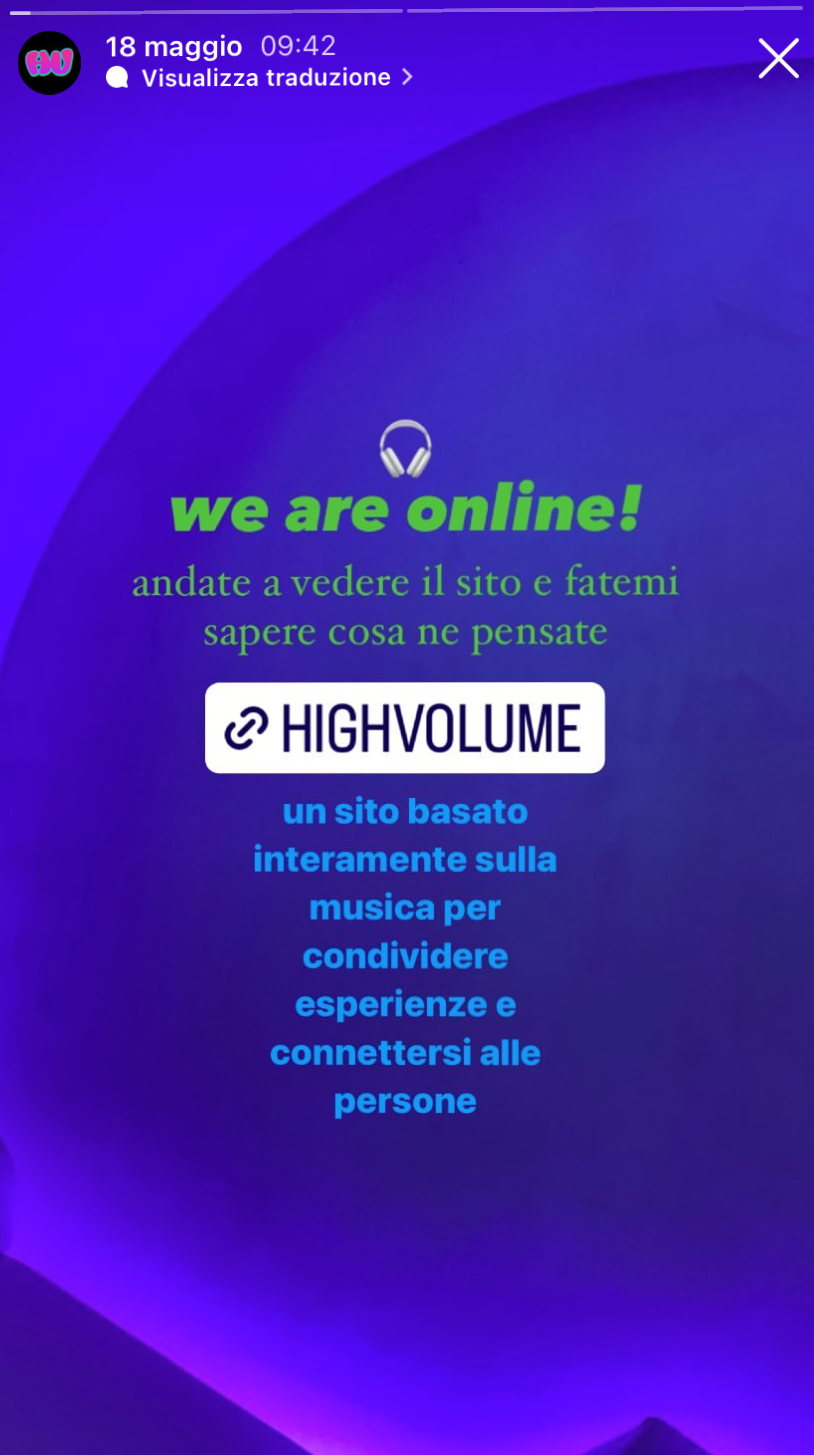 18 maggio 09:42
Visualizza traduzione
we are online!
andate a vedere il sito e fatemi
sapere cosa ne pensate
HIGHVOLUME
un sito basato
interamente sulla
musica per
condividere
esperienze e
connettersi alle
persone